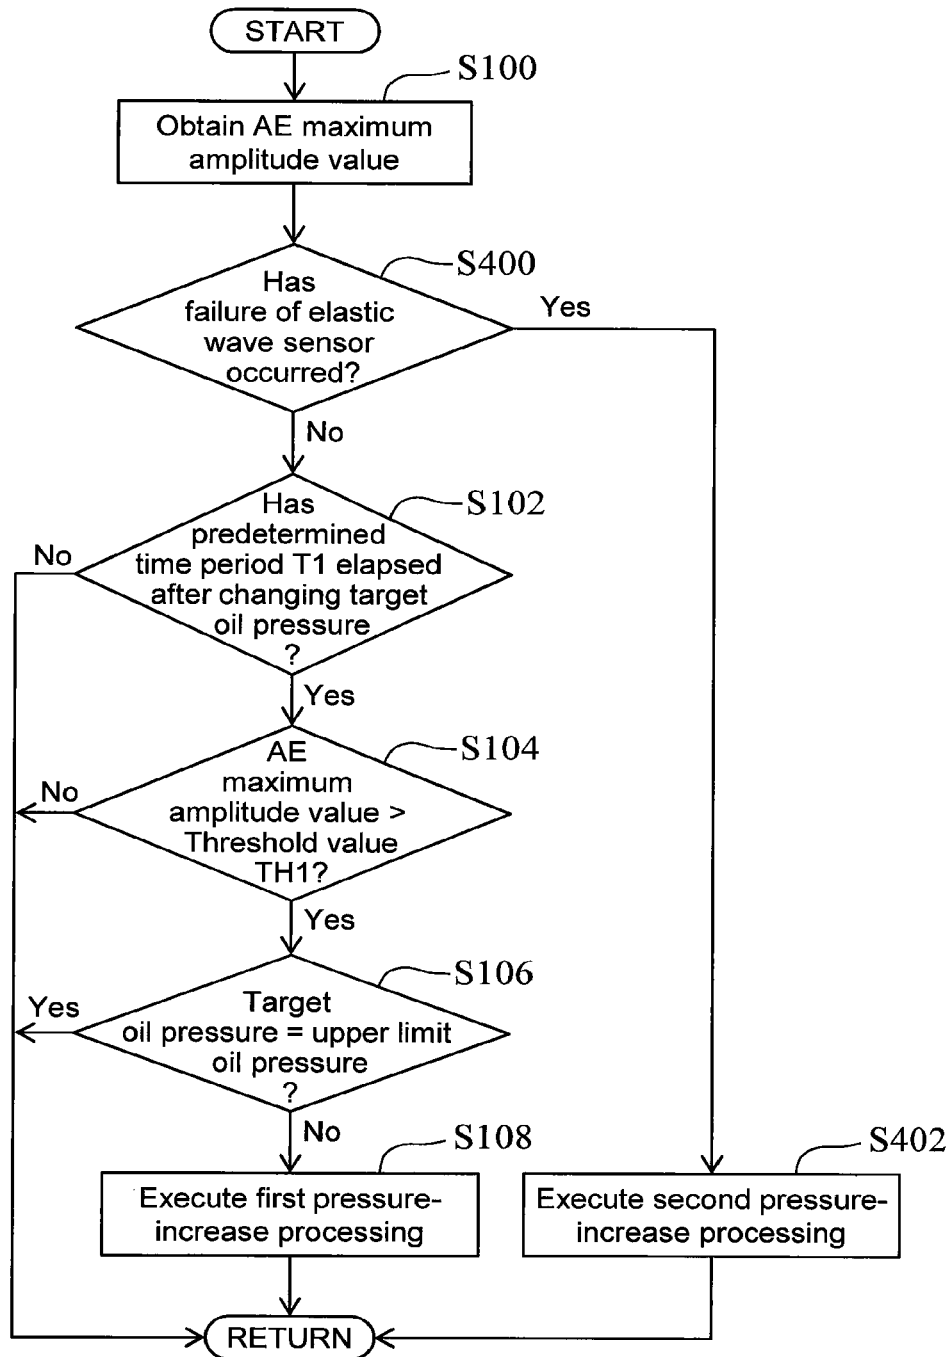 START
S100
Obtain AE maximum
amplitude value
S400
Has
failure of elastic
wave sensor
occurred?
Yes
No
S102
Has
predetermined
time period T1 elapsed
after changing target
oil pressure
?
No
Yes
S104
AE
maximum
amplitude value >
Threshold value
TH1?
No
Yes
S106
Target
oil pressure = upper limit
oil pressure
?
Yes
No
S108
Execute first pressure-
increase processing
S402
Execute second pressure-
increase processing
RETURN